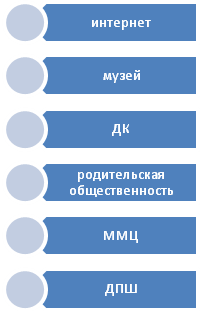 интернет
музей
ДК
родительская
общественность
ММЦ
ДПШ